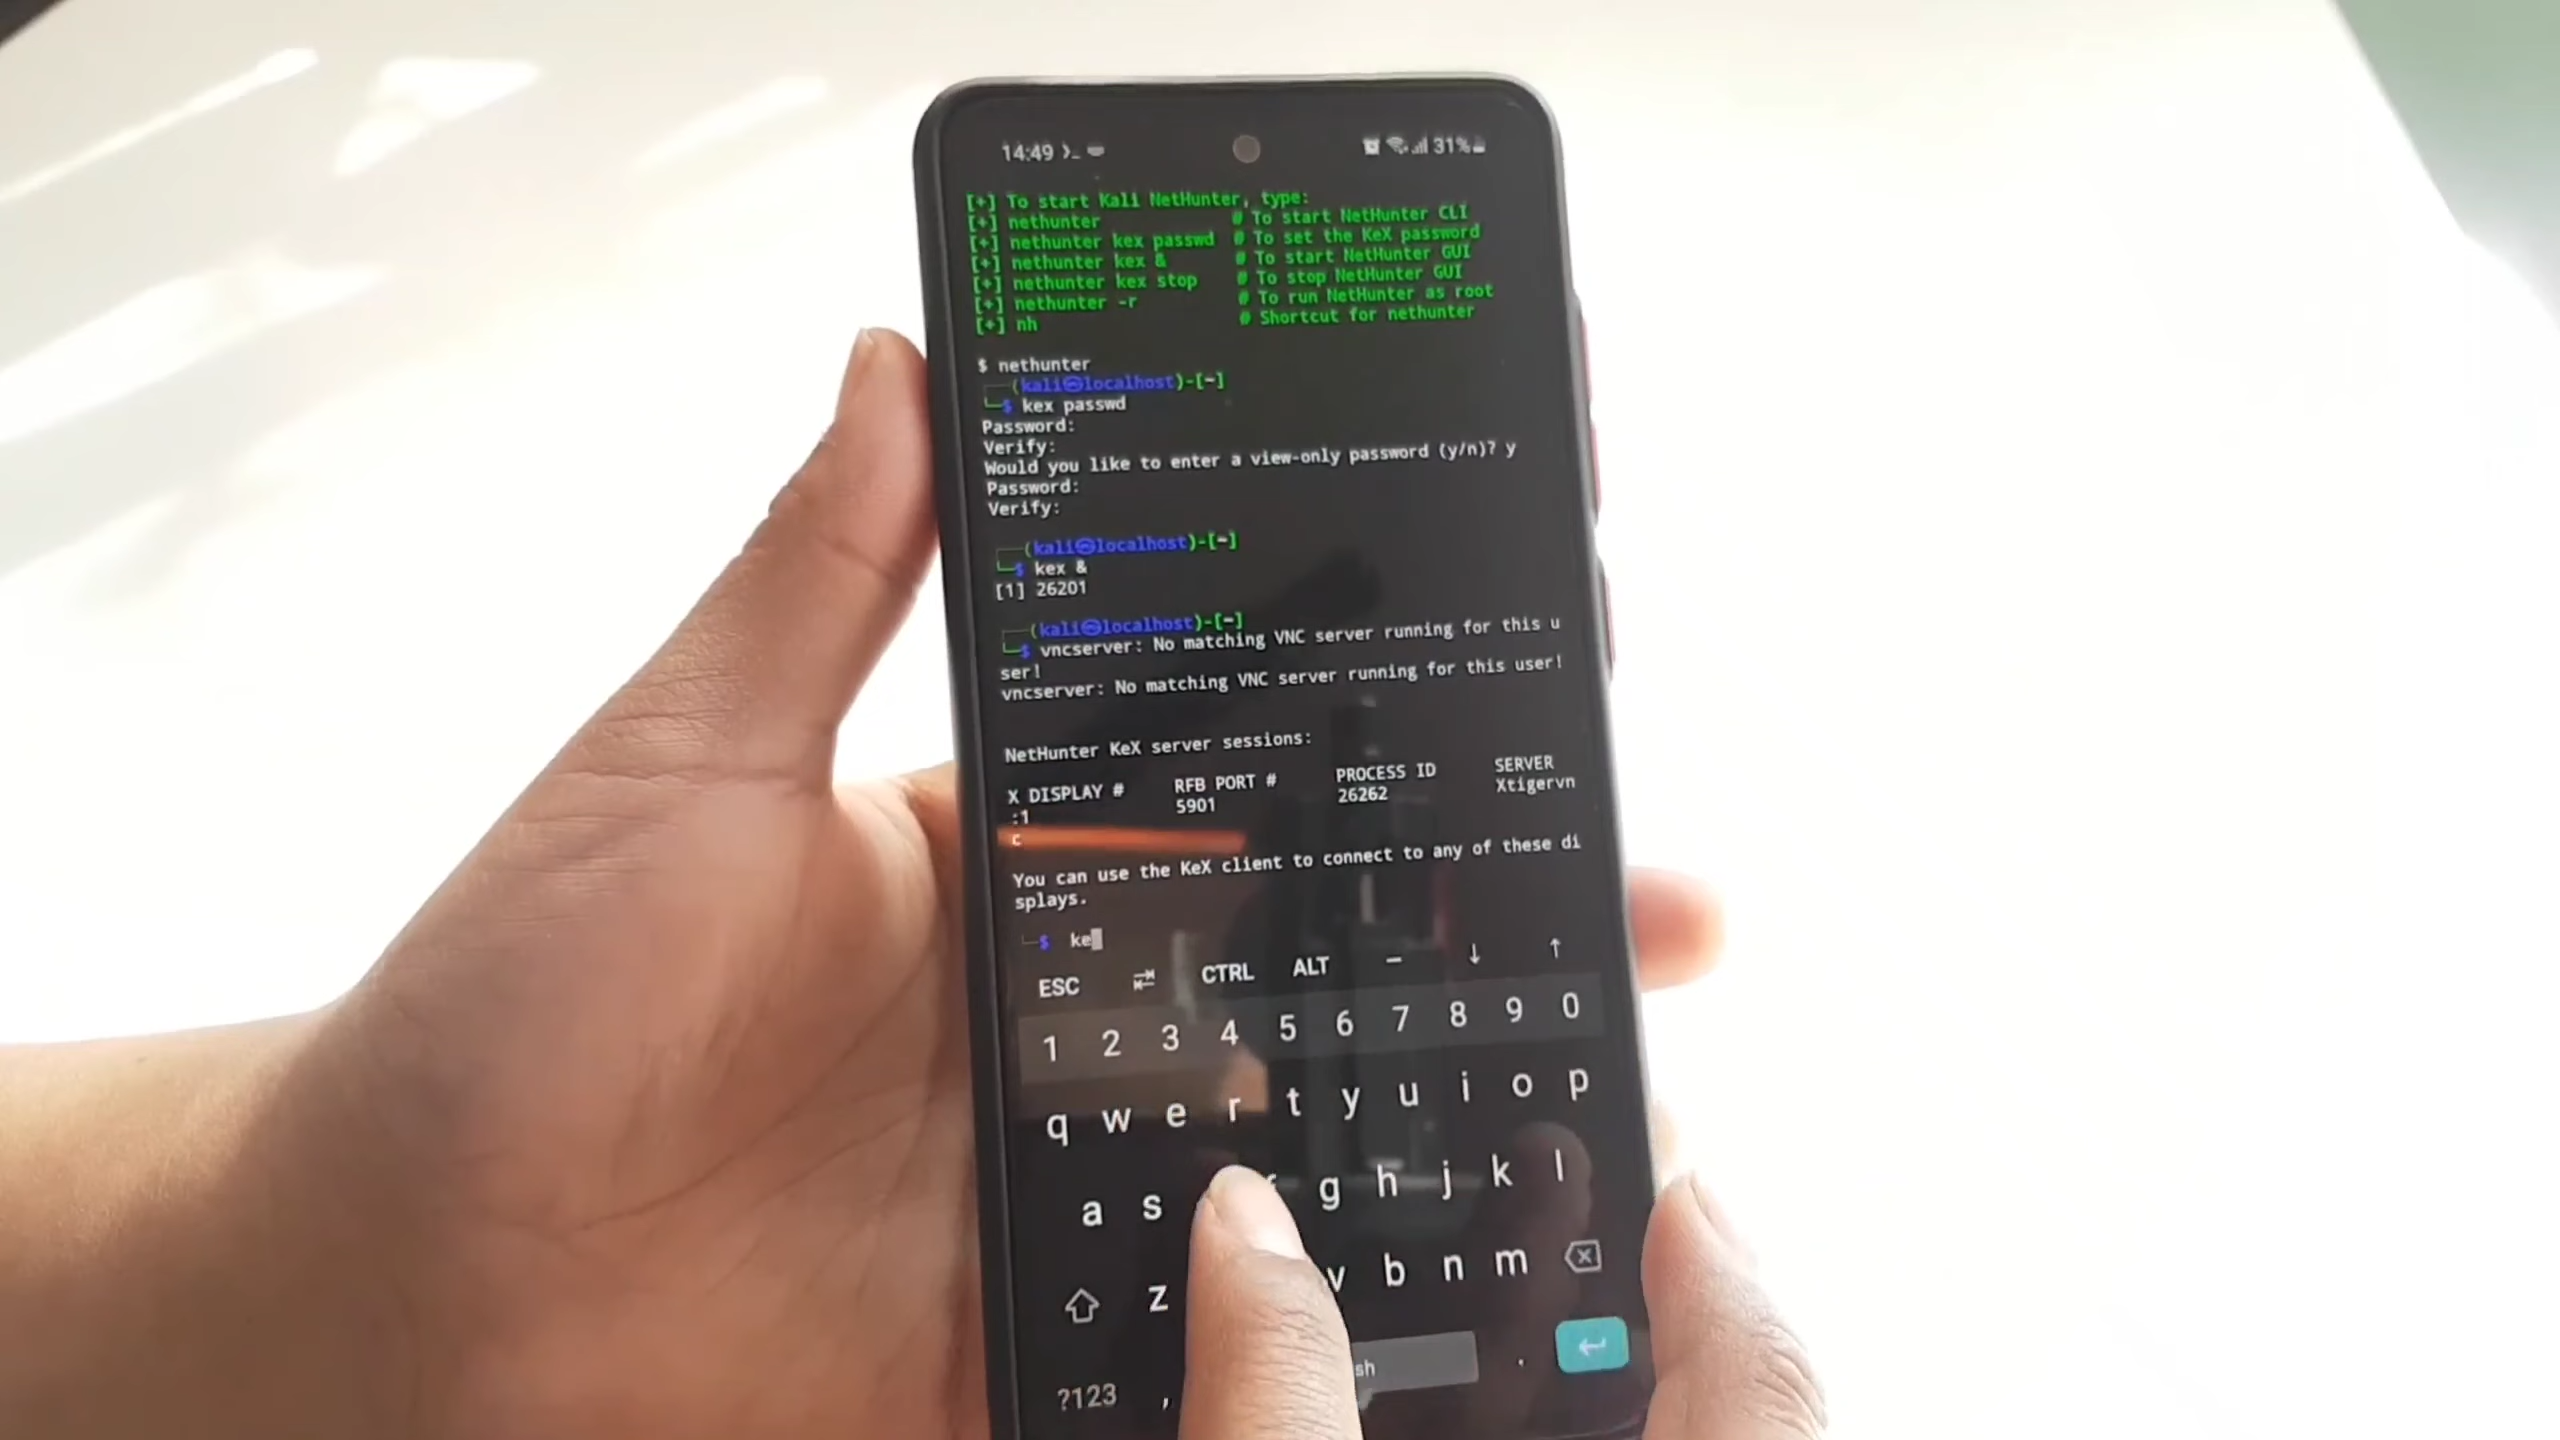 14:49
31%
[+] To start Kali NetHunter, type:
[+] nethunter # To start NetHunter CLI
[+] nethunter kex passwd # To set the KeX password
[+] nethunter kex & # To start NetHunter GUI
[+] nethunter kex stop # To stop NetHunter GUI
[+] nethunter -r # To run NetHunter as root
[+] nh # Shortcut for nethunter
$ nethunter
(kali㉿localhost)-[~]
$ kex passwd
Password:
Verify:
Would you like to enter a view-only password (y/n)? y
Password:
Verify:
(kali㉿localhost)-[~]
$ kex &
[1] 26201
(kali㉿localhost)-[~]
$ vncserver: No matching VNC server running for this u
ser!
vncserver: No matching VNC server running for this user!
NetHunter KeX server sessions:
X DISPLAY # RFB PORT # PROCESS ID SERVER
:1 5901 26262 Xtigervn
c
You can use the KeX client to connect to any of these di
splays.
$ ke
ESC CTRL ALT – ↓ ↑
1 2 3 4 5 6 7 8 9 0
q w e r t y u i o p
a s g h j k l
z v b n m
?123 , sh .